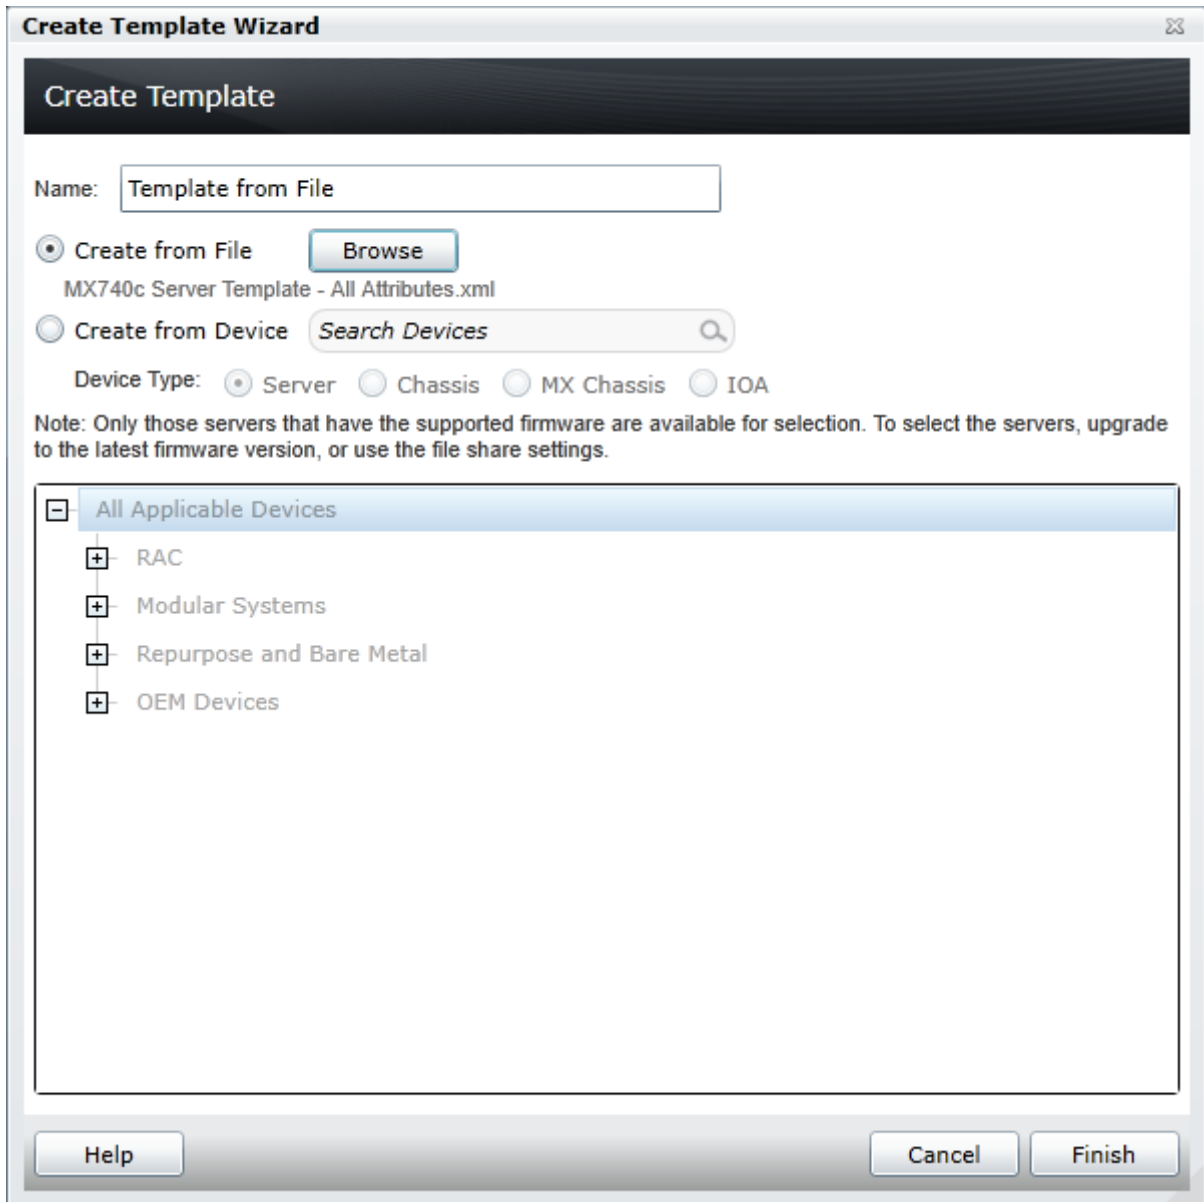 Create Template Wizard
Create Template
Name: Template from File
Create from File Browse
MX740c Server Template - All Attributes.xml
Create from Device Search Devices
Device Type: Server Chassis MX Chassis IOA
Note: Only those servers that have the supported firmware are available for selection. To select the servers, upgrade
to the latest firmware version, or use the file share settings.
All Applicable Devices
RAC
Modular Systems
Repurpose and Bare Metal
OEM Devices
Help Cancel Finish